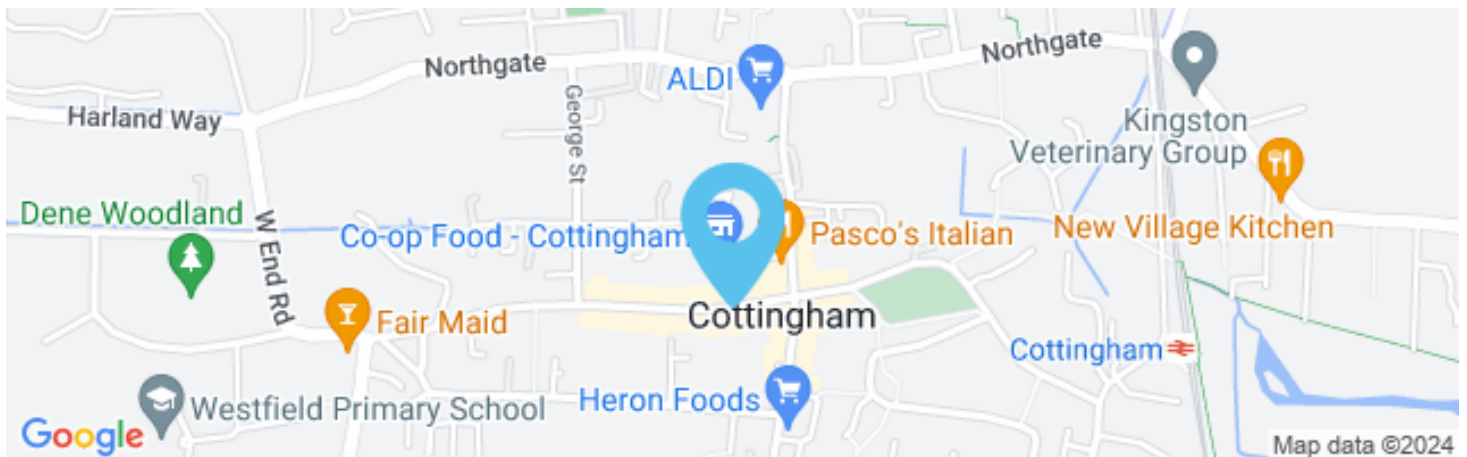 Northgate
Northgate
ALDI
Harland Way
George St
Kingston
Veterinary Group
Dene Woodland
W End Rd
Co-op Food - Cottingham
Pasco's Italian
New Village Kitchen
Fair Maid
Cottingham
Cottingham
Heron Foods
Westfield Primary School
Google
Map data ©2024